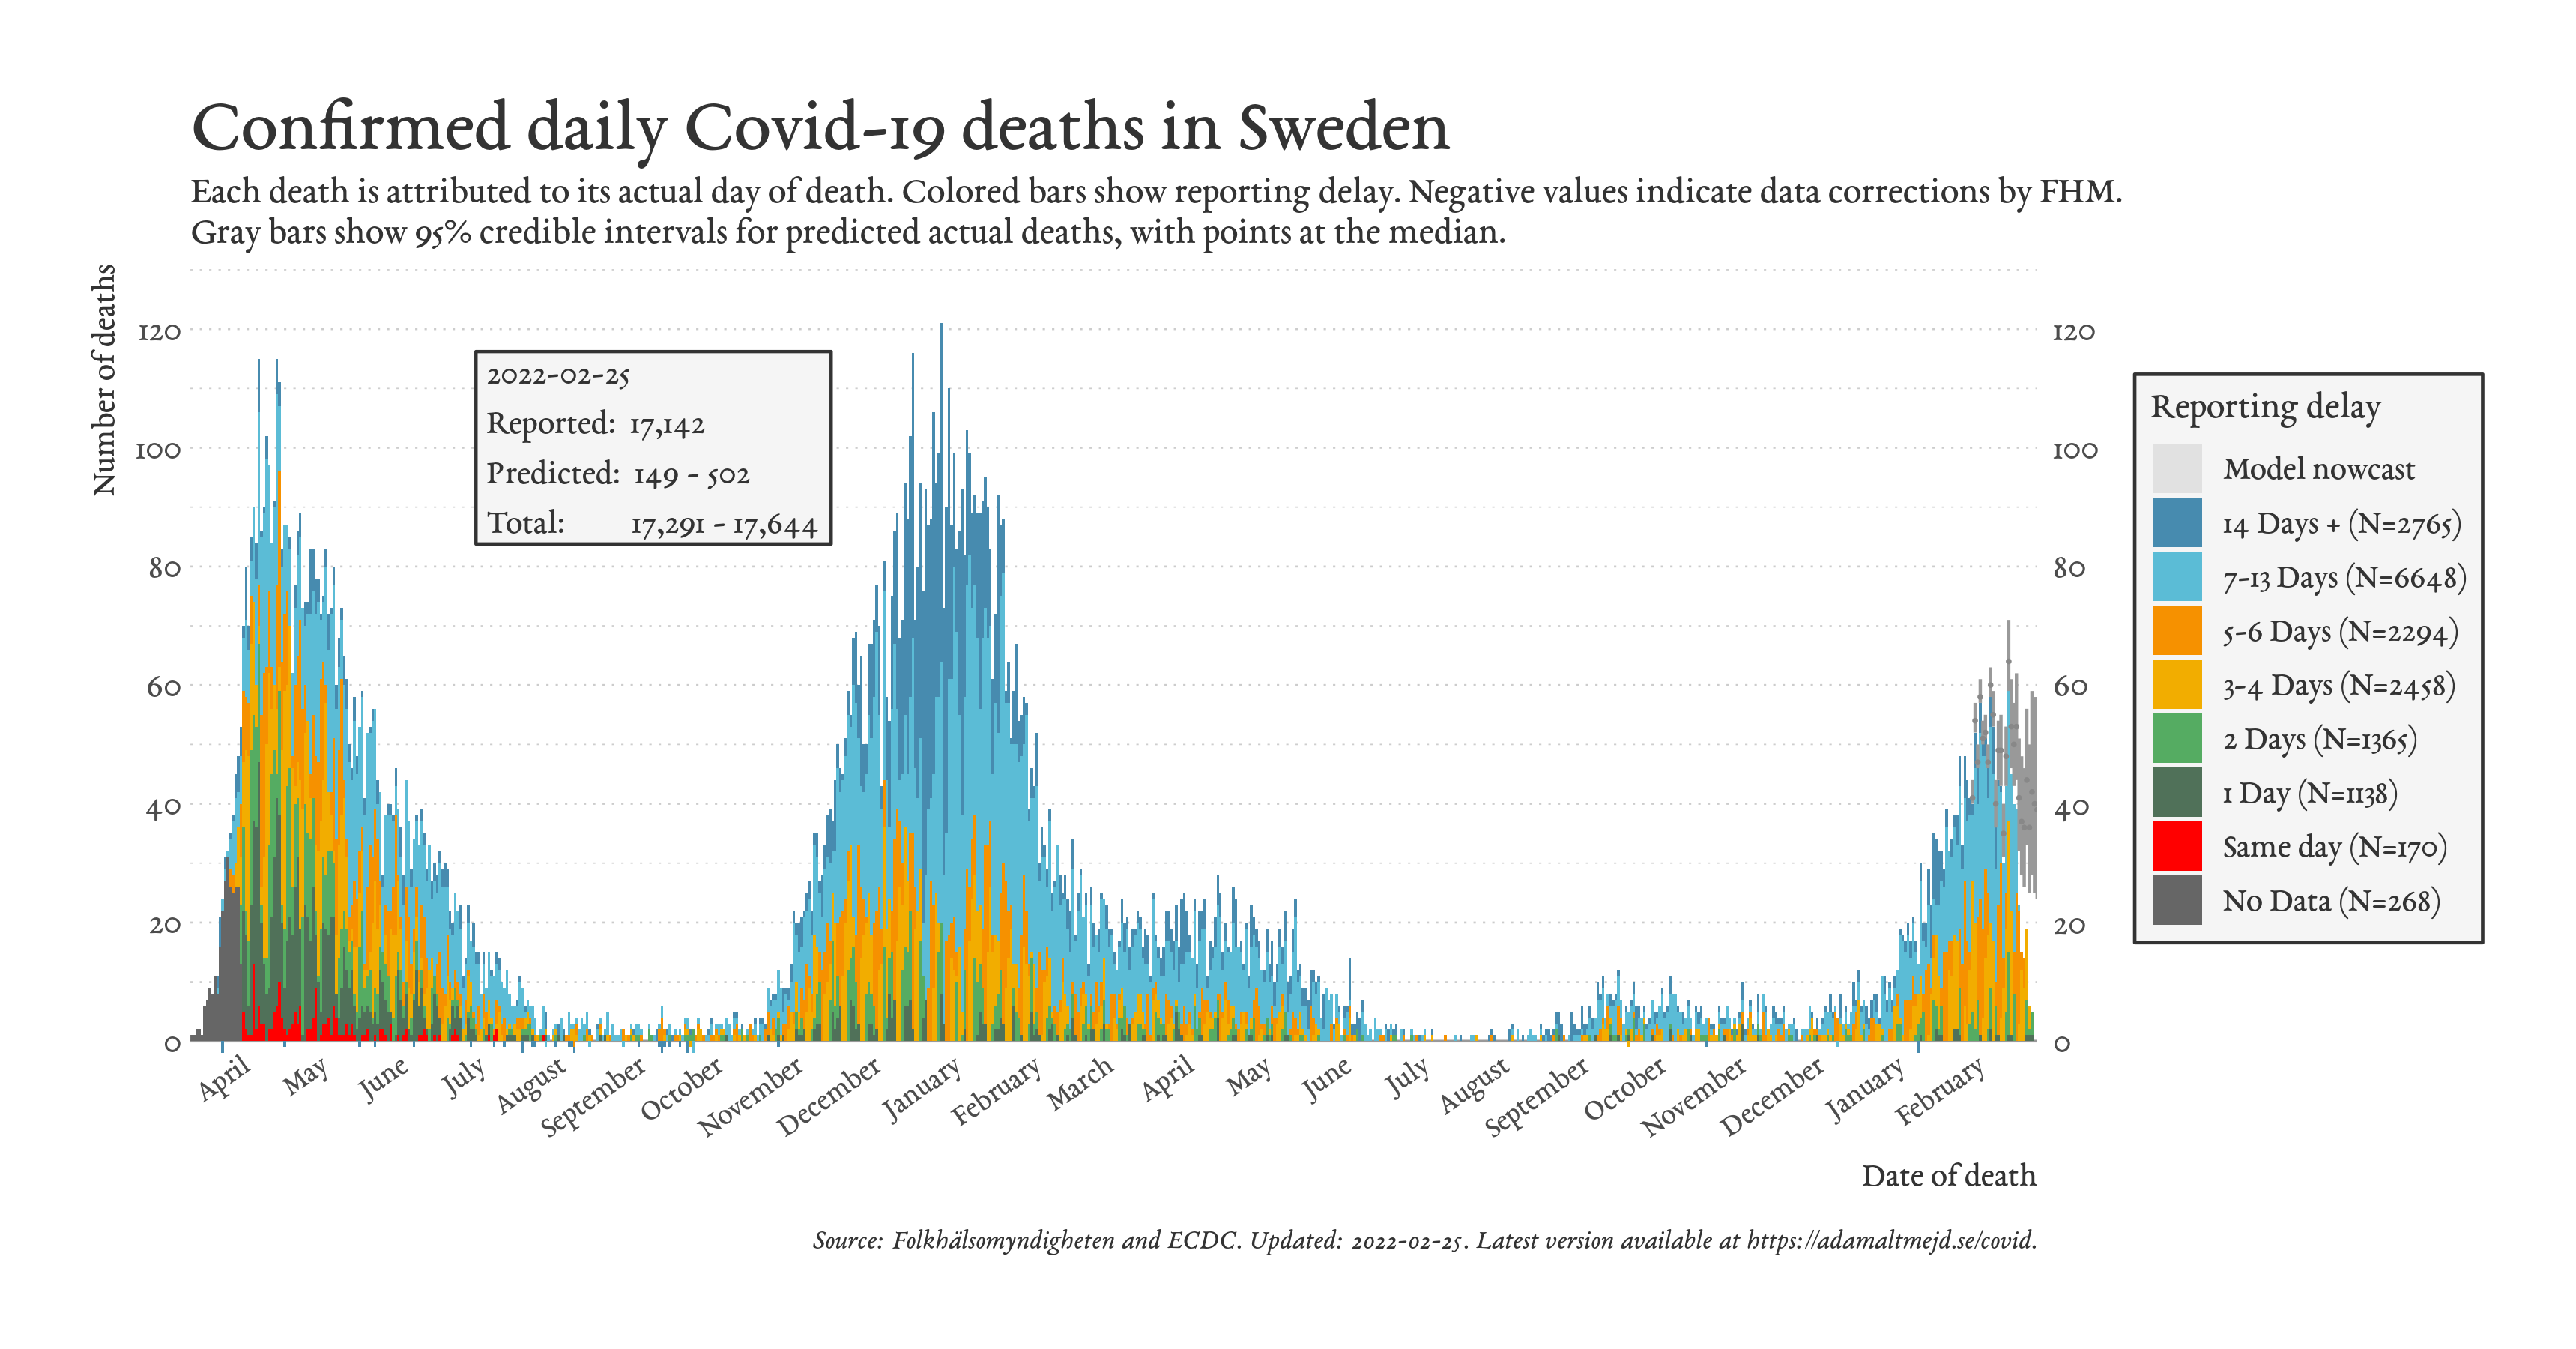 Confirmed daily Covid-19 deaths in Sweden
Each death is attributed to its actual day of death. Colored bars show reporting delay. Negative values indicate data corrections by FHM.
Gray bars show 95% credible intervals for predicted actual deaths, with points at the median.
Number of deaths
120
100
80
60
40
20
0
2022-02-25
Reported: 17,142
Predicted: 149 - 502
Total: 17,291 - 17,644
120
100
80
60
40
20
0
Reporting delay
Model nowcast
14 Days + (N=2765)
7-13 Days (N=6648)
5-6 Days (N=2294)
3-4 Days (N=2458)
2 Days (N=1365)
1 Day (N=1138)
Same day (N=170)
No Data (N=268)
April
May
June
July
August
September
October
November
December
January
February
March
April
May
June
July
August
September
October
November
December
January
February
Date of death
Source: Folkhälsomyndigheten and ECDC. Updated: 2022-02-25. Latest version available at https://adamaltmejd.se/covid.